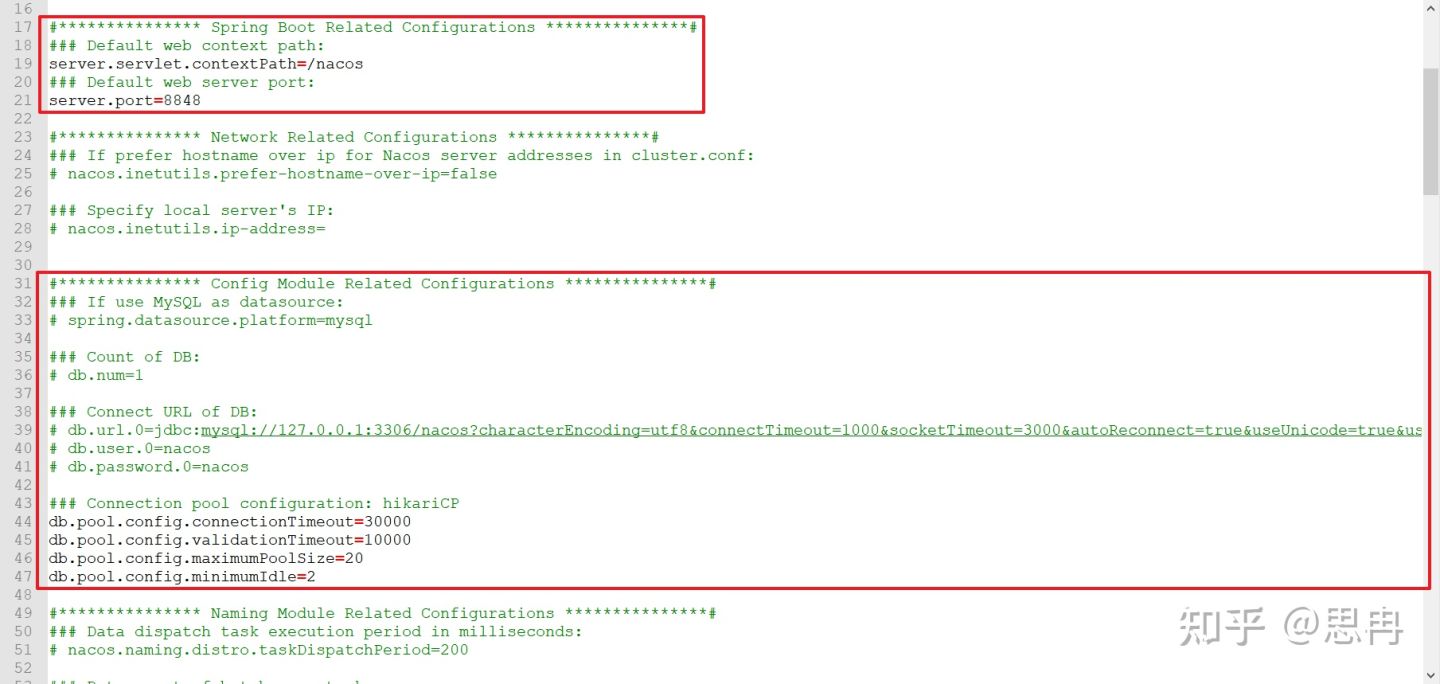 16
17 #*************** Spring Boot Related Configurations ***************#
18 ### Default web context path:
19 server.servlet.contextPath=/nacos
20 ### Default web server port:
21 server.port=8848
22
23 #*************** Network Related Configurations ***************#
24 ### If prefer hostname over ip for Nacos server addresses in cluster.conf:
25 # nacos.inetutils.prefer-hostname-over-ip=false
26
27 ### Specify local server's IP:
28 # nacos.inetutils.ip-address=
29
30
31 #*************** Config Module Related Configurations ***************#
32 ### If use MySQL as datasource:
33 # spring.datasource.platform=mysql
34
35 ### Count of DB:
36 # db.num=1
37
38 ### Connect URL of DB:
39 # db.url.0=jdbc:mysql://127.0.0.1:3306/nacos?characterEncoding=utf8&connectTimeout=1000&socketTimeout=3000&autoReconnect=true&useUnicode=true&us
40 # db.user.0=nacos
41 # db.password.0=nacos
42
43 ### Connection pool configuration: hikariCP
44 db.pool.config.connectionTimeout=30000
45 db.pool.config.validationTimeout=10000
46 db.pool.config.maximumPoolSize=20
47 db.pool.config.minimumIdle=2
48
49 #*************** Naming Module Related Configurations ***************#
50 ### Data dispatch task execution period in milliseconds:
51 # nacos.naming.distro.taskDispatchPeriod=200
52
知乎 @思冉